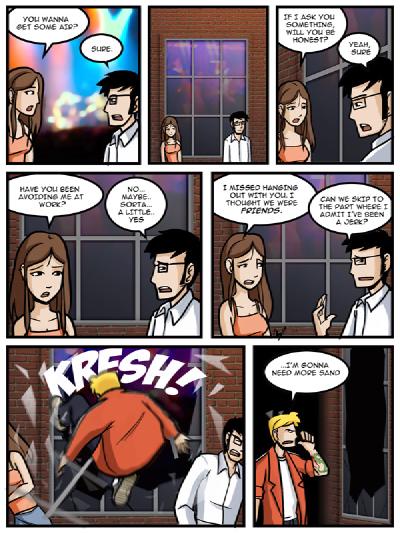 YOU WANNA
GET SOME AIR?
SURE.
IF I ASK YOU
SOMETHING,
WILL YOU BE
HONEST?
YEAH,
SURE
HAVE YOU BEEN
AVOIDING ME AT
WORK?
NO...
MAYBE..
SORTA...
A LITTLE..
YES
I MISSED HANGING
OUT WITH YOU. I
THOUGHT WE WERE
FRIENDS.
CAN WE SKIP TO
THE PART WHERE I
ADMIT I'VE BEEN
A JERK?
KRESH!
...I'M GONNA
NEED MORE SAND